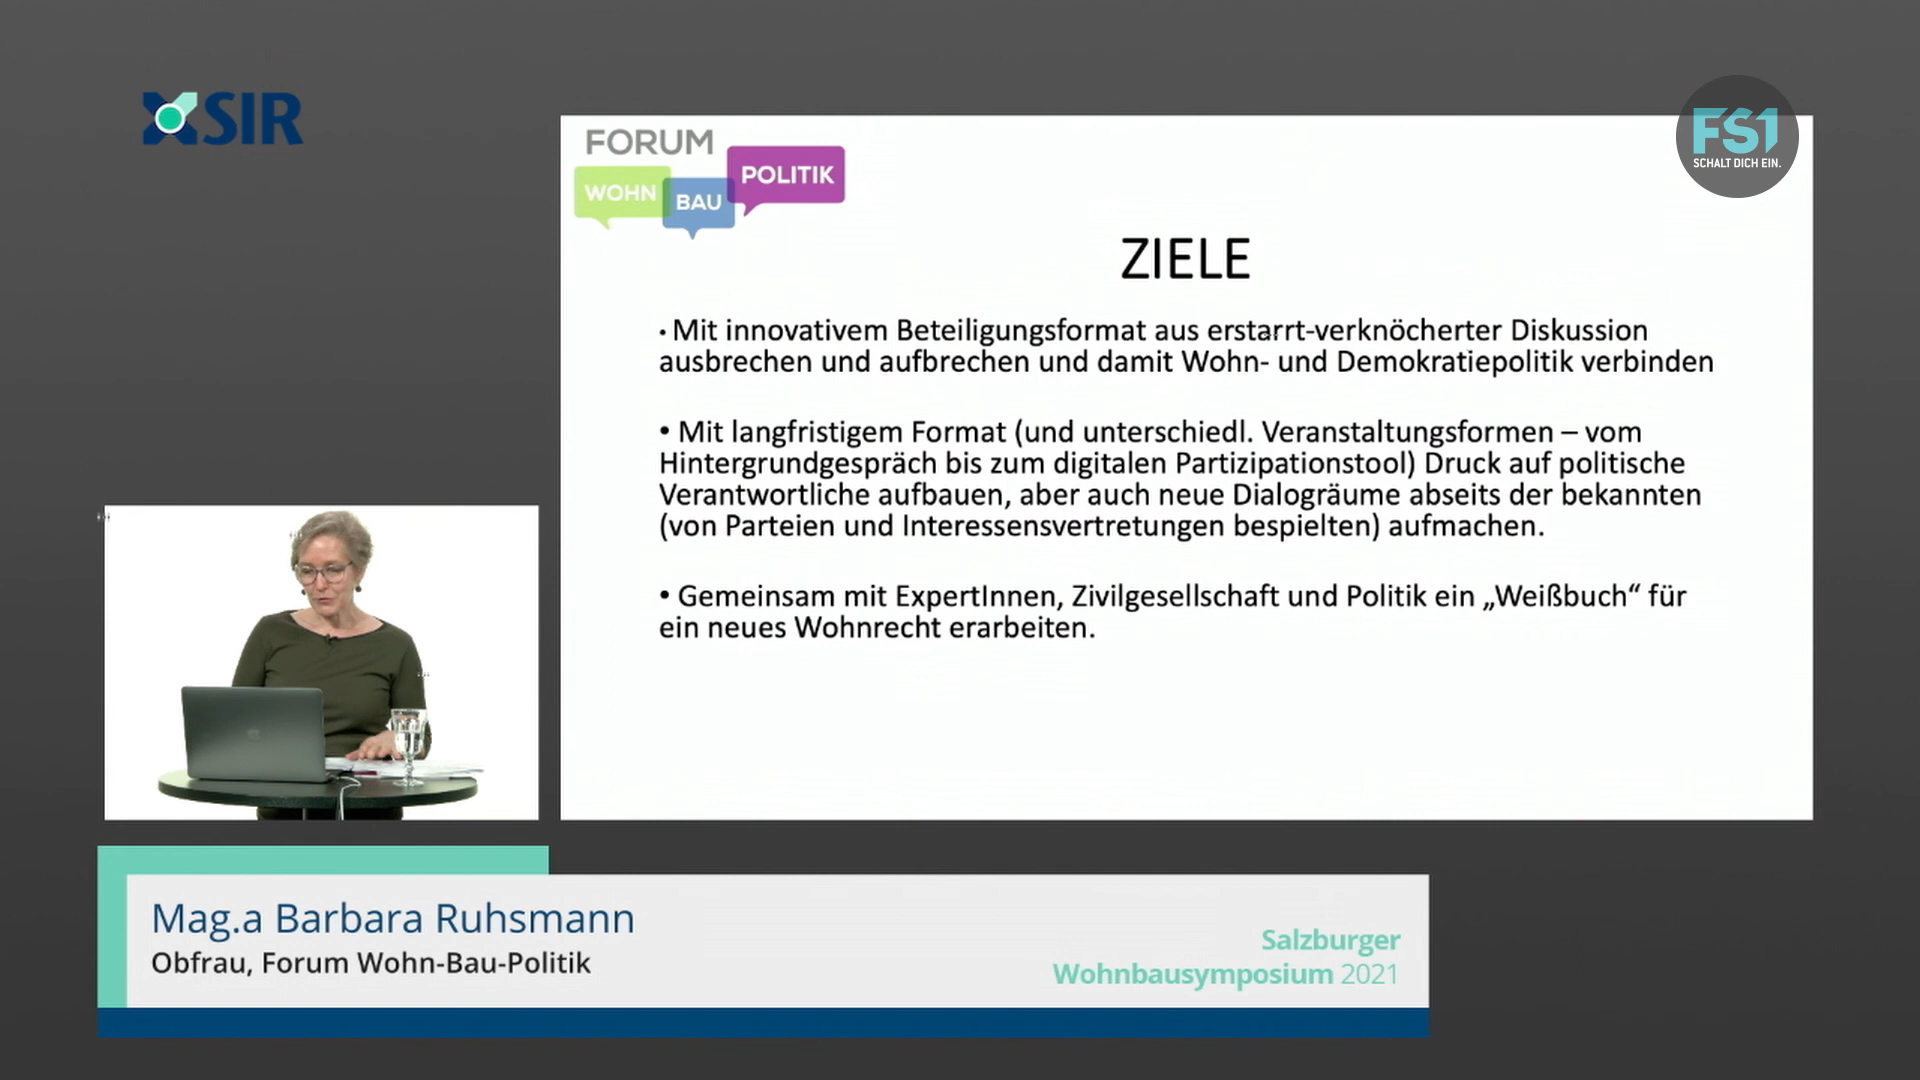 SIR
FS1
SCHALT DICH EIN.
FORUM
WOHN
BAU
POLITIK
ZIELE
• Mit innovativem Beteiligungsformat aus erstarrt-verknöcherter Diskussion
ausbrechen und aufbrechen und damit Wohn- und Demokratiepolitik verbinden
• Mit langfristigem Format (und unterschiedl. Veranstaltungsformen – vom
Hintergrundgespräch bis zum digitalen Partizipationstool) Druck auf politische
Verantwortliche aufbauen, aber auch neue Dialogräume abseits der bekannten
(von Parteien und Interessensvertretungen bespielten) aufmachen.
• Gemeinsam mit ExpertInnen, Zivilgesellschaft und Politik ein „Weißbuch“ für
ein neues Wohnrecht erarbeiten.
Mag.a Barbara Ruhsmann
Obfrau, Forum Wohn-Bau-Politik
Salzburger
Wohnbausymposium 2021